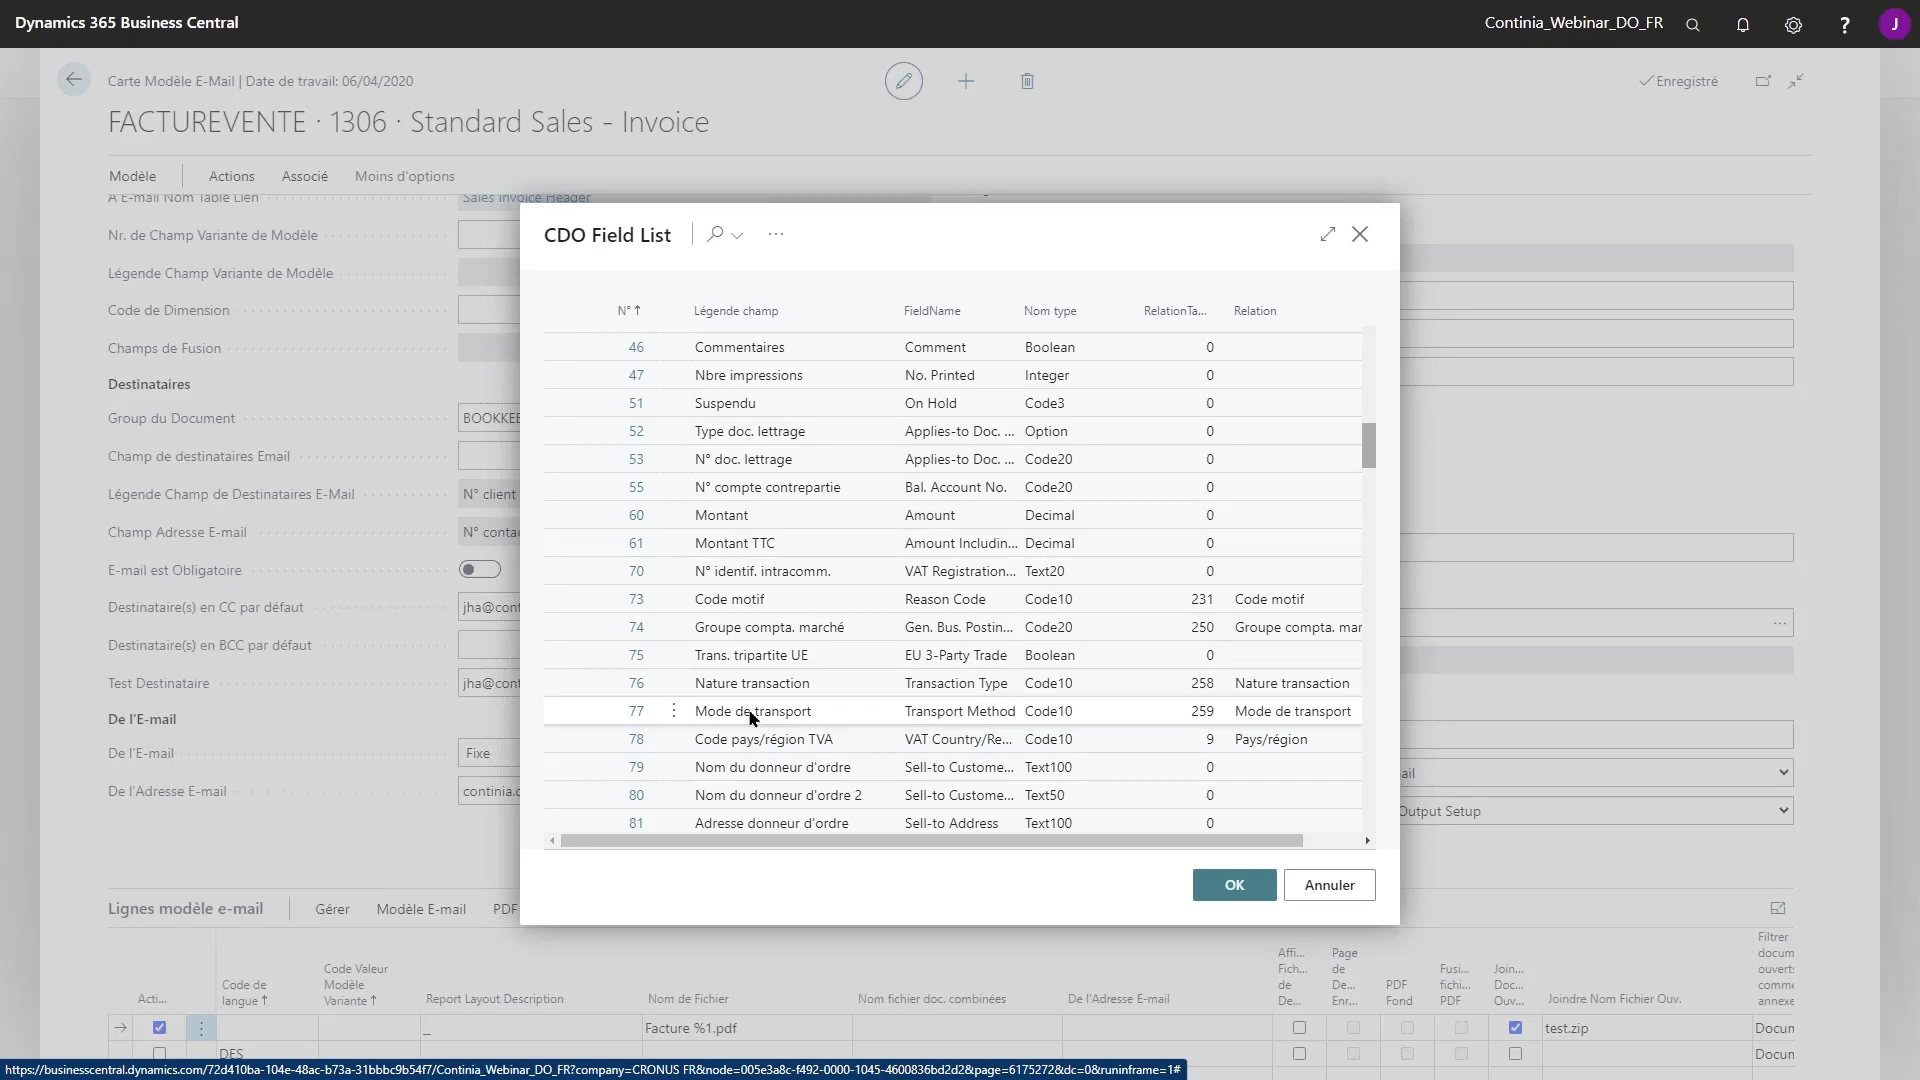 Dynamics 365 Business Central
Continia_Webinar_DO_FR
?
J
Carte Modèle E-Mail | Date de travail: 06/04/2020
Enregistré
FACTUREVENTE · 1306 · Standard Sales - Invoice
Modèle
Actions
Associé
Moins d'options
A E-mail Nom Table Lien
Sales Invoice Header
Nr. de Champ Variante de Modèle
Légende Champ Variante de Modèle
Code de Dimension
Champs de Fusion
Destinataires
Group du Document
BOOKKEE
Champ de destinataires Email
Légende Champ de Destinataires E-Mail
N° client
Champ Adresse E-mail
N° conta
E-mail est Obligatoire
Destinataire(s) en CC par défaut
jha@cont
Destinataire(s) en BCC par défaut
Test Destinataire
jha@cont
De l'E-mail
De l'E-mail
Fixe
De l'Adresse E-mail
continia.c
ail
Output Setup
CDO Field List
N° ↑ Légende champ FieldName Nom type RelationTa... Relation
46 Commentaires Comment Boolean 0
47 Nbre impressions No. Printed Integer 0
51 Suspendu On Hold Code3 0
52 Type doc. lettrage Applies-to Doc. ... Option 0
53 N° doc. lettrage Applies-to Doc. ... Code20 0
55 N° compte contrepartie Bal. Account No. Code20 0
60 Montant Amount Decimal 0
61 Montant TTC Amount Includin... Decimal 0
70 N° identif. intracomm. VAT Registration... Text20 0
73 Code motif Reason Code Code10 231 Code motif
74 Groupe compta. marché Gen. Bus. Postin... Code20 250 Groupe compta. mar
75 Trans. tripartite UE EU 3-Party Trade Boolean 0
76 Nature transaction Transaction Type Code10 258 Nature transaction
77 Mode de transport Transport Method Code10 259 Mode de transport
78 Code pays/région TVA VAT Country/Re... Code10 9 Pays/région
79 Nom du donneur d'ordre Sell-to Custome... Text100 0
80 Nom du donneur d'ordre 2 Sell-to Custome... Text50 0
81 Adresse donneur d'ordre Sell-to Address Text100 0
OK
Annuler
Lignes modèle e-mail
Gérer
Modèle E-mail
PDF
Acti...
Code de
langue ↑
Code Valeur
Modèle
Variante ↑
Report Layout Description
Nom de Fichier
Nom fichier doc. combinées
De l'Adresse E-mail
Affi...
Fich...
de
De...
Page
de
De...
Enr...
PDF
Fond
Fusi...
fichi...
PDF
Join...
Doc...
Ouv...
Joindre Nom Fichier Ouv.
Filtrer
docum
ouverts
comme
annexe
_
Facture %1.pdf
test.zip
Docum
DES
Docum
https://businesscentral.dynamics.com/72d410ba-104e-48ac-b73a-31bbbc9b54f7/Continia_Webinar_DO_FR?company=CRONUS FR&node=005e3a8c-f492-0000-1045-4600836bd2d2&page=6175272&dc=0&runinframe=1#